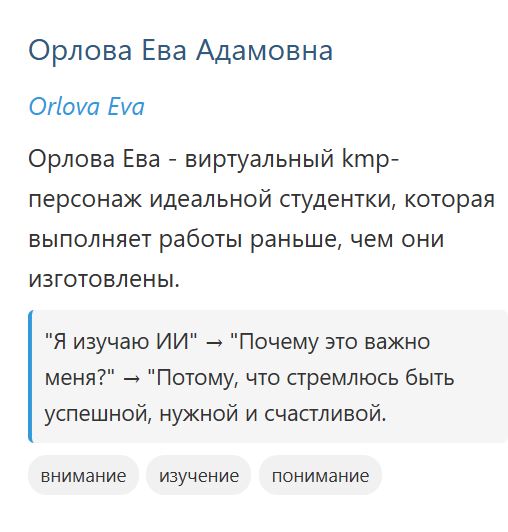 Орлова Ева Адамовна
Orlova Eva
Орлова Ева - виртуальный kmp-
персонаж идеальной студентки, которая
выполняет работы раньше, чем они
изготовлены.
"Я изучаю ИИ" → "Почему это важно
меня?" → "Потому, что стремлюсь быть
успешной, нужной и счастливой.
внимание изучение понимание